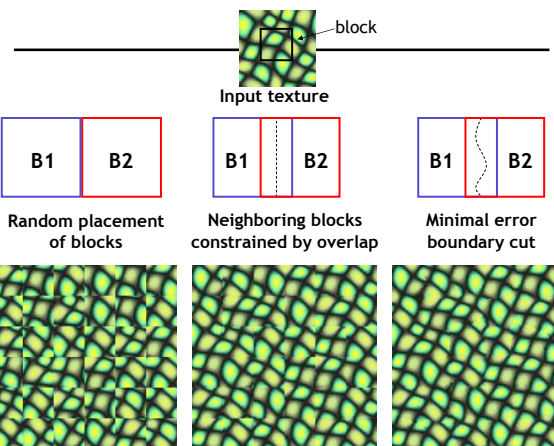 block
Input texture
B1
B2
B1
B2
B1
B2
Random placement
of blocks
Neighboring blocks
constrained by overlap
Minimal error
boundary cut